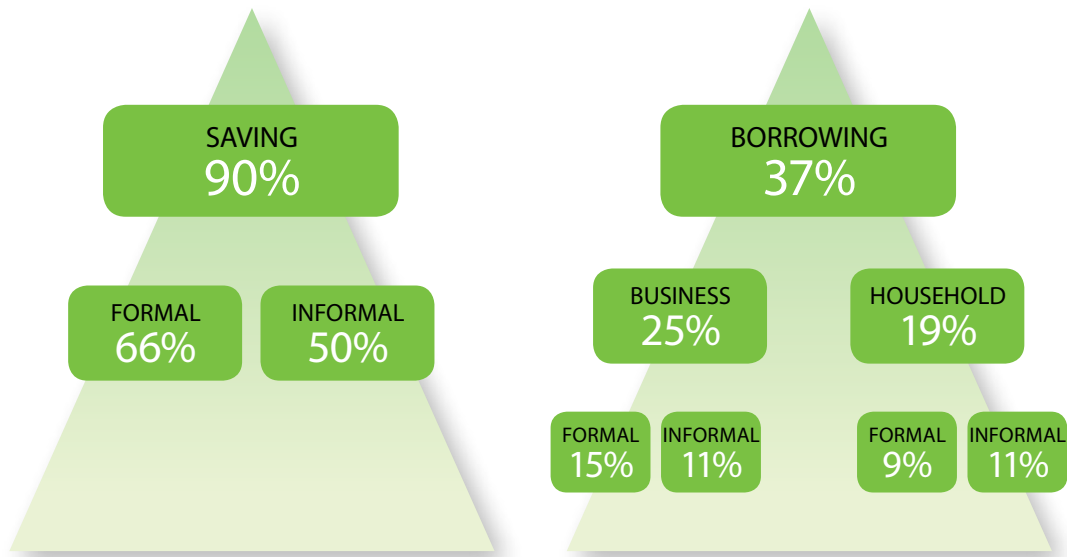 SAVING
90%
FORMAL
66%
INFORMAL
50%
BORROWING
37%
BUSINESS
25%
HOUSEHOLD
19%
FORMAL
15%
INFORMAL
11%
FORMAL
9%
INFORMAL
11%